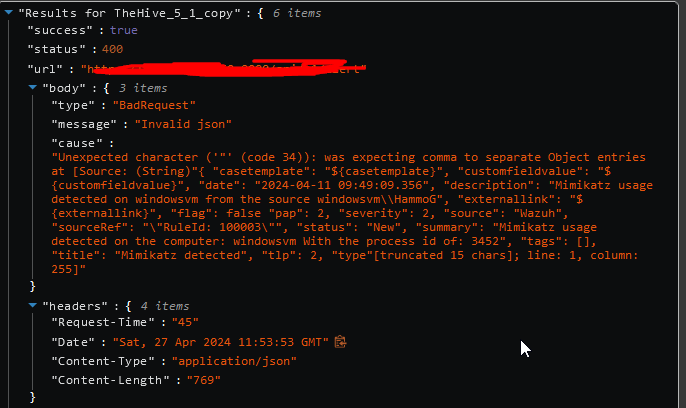 "Results for TheHive_5_1_copy" : { 6 items
"success" : true
"status" : 400
"url" :
"body" : { 3 items
"type" : "BadRequest"
"message" : "Invalid json"
"cause" :
"Unexpected character ('"' (code 34)): was expecting comma to separate Object entries
at [Source: (String)"{ "casetemplate": "${casetemplate}", "customfieldvalue": "$
{customfieldvalue}", "date": "2024-04-11 09:49:09.356", "description": "Mimikatz usage
detected on windowsvm from the source windowsvm\\HammoG", "externallink": "$
{externallink}", "flag": false "pap": 2, "severity": 2, "source": "Wazuh",
"sourceRef": "\"RuleId: 100003\"", "status": "New", "summary": "Mimikatz usage
detected on the computer: windowsvm With the process id of: 3452", "tags": [],
"title": "Mimikatz detected", "tlp": 2, "type"[truncated 15 chars]; line: 1, column:
255]"
}
"headers" : { 4 items
"Request-Time" : "45"
"Date" : "Sat, 27 Apr 2024 11:53:53 GMT"
"Content-Type" : "application/json"
"Content-Length" : "769"
}